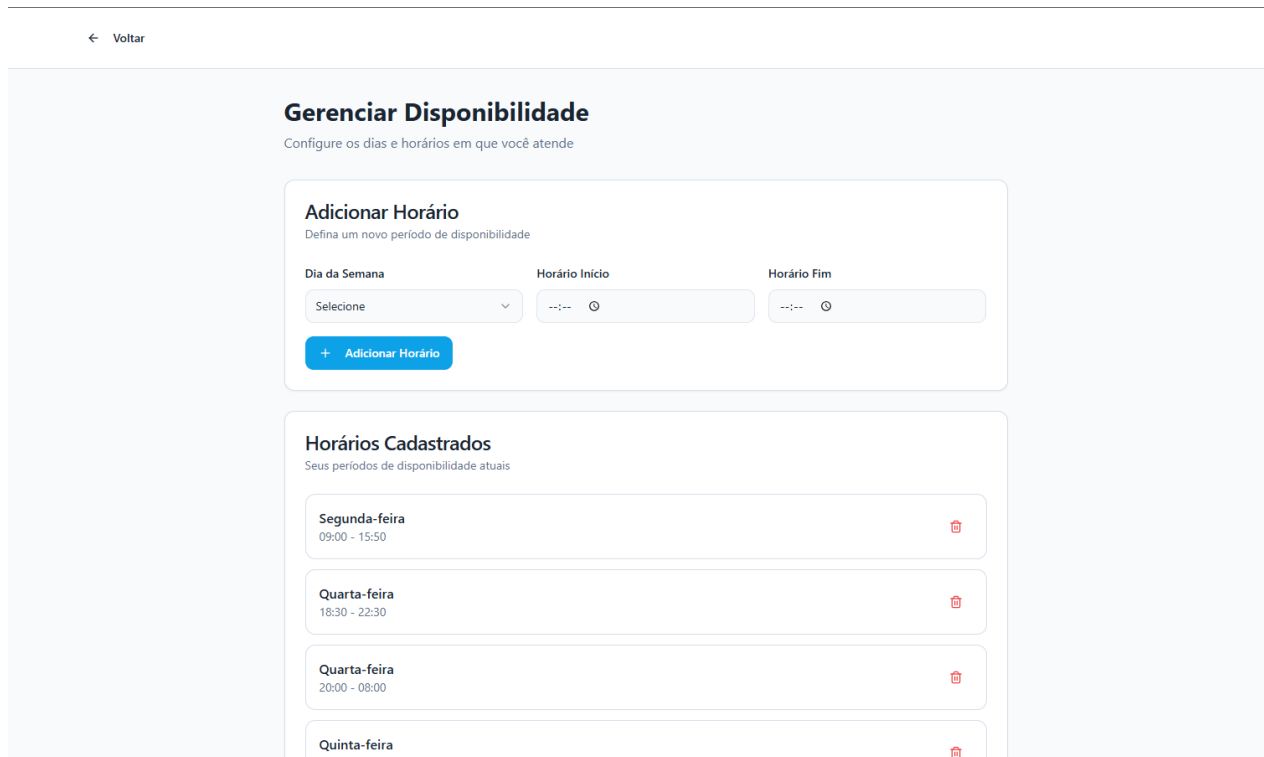 Voltar
Gerenciar Disponibilidade
Configure os dias e horários em que você atende
Adicionar Horário
Defina um novo período de disponibilidade
Dia da Semana Horário Início Horário Fim
Selecione --:-- --:--
+ Adicionar Horário
Horários Cadastrados
Seus períodos de disponibilidade atuais
Segunda-feira
09:00 - 15:50
Quarta-feira
18:30 - 22:30
Quarta-feira
20:00 - 08:00
Quinta-feira